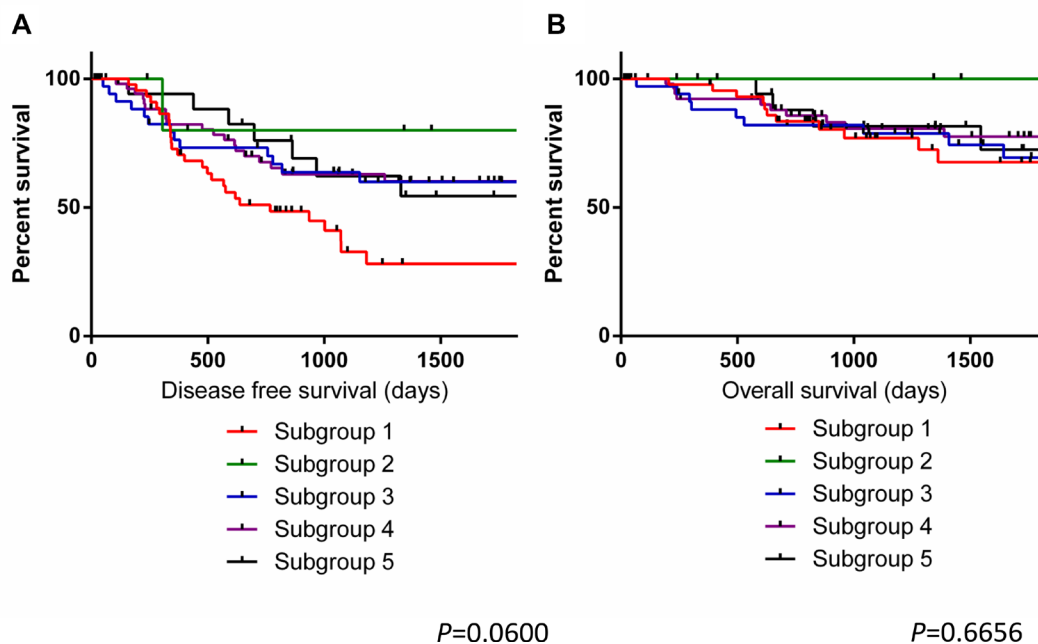 A
Percent survival
100
50
0
0 500 1000 1500
Disease free survival (days)
Subgroup 1
Subgroup 2
Subgroup 3
Subgroup 4
Subgroup 5
P=0.0600
B
Percent survival
100
50
0
0 500 1000 1500
Overall survival (days)
Subgroup 1
Subgroup 2
Subgroup 3
Subgroup 4
Subgroup 5
P=0.6656